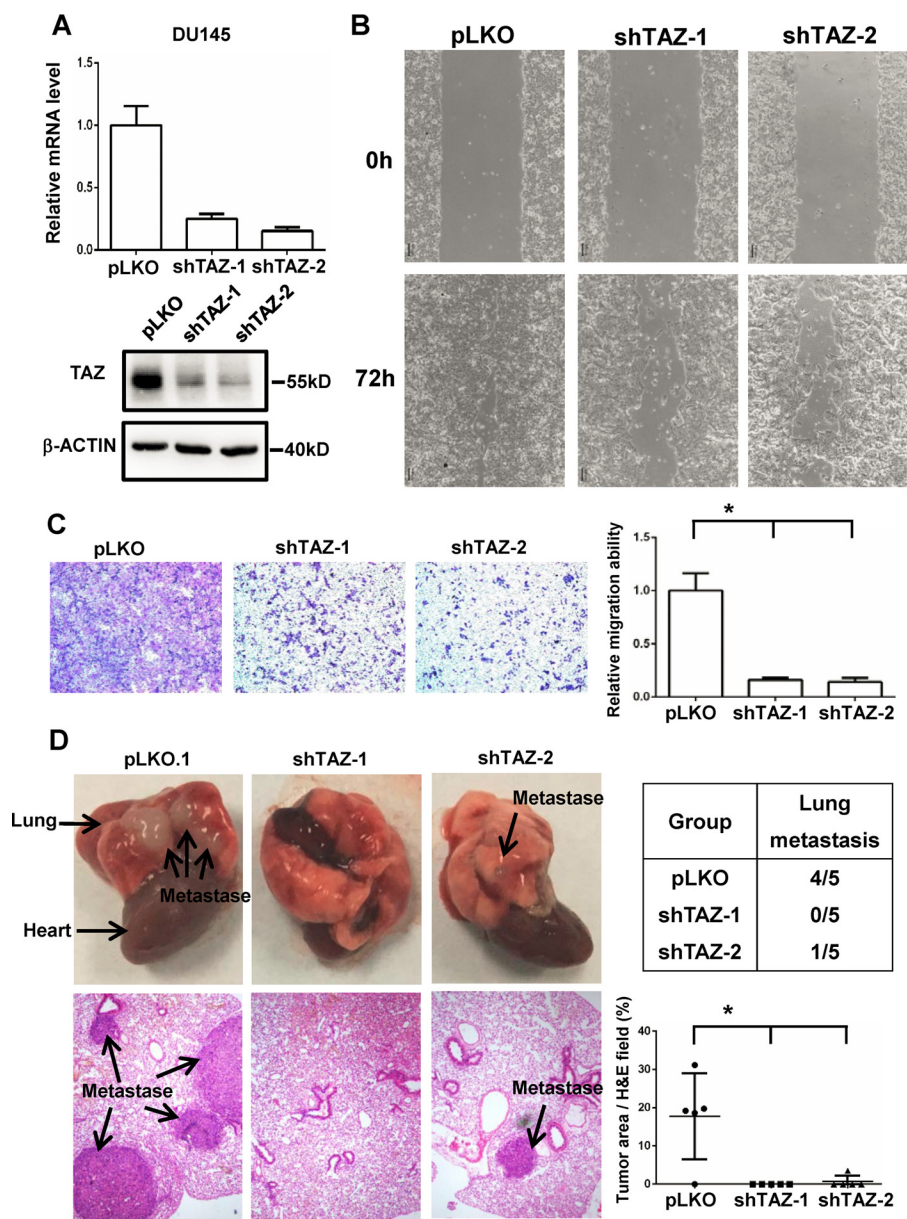 A
DU145
Relative mRNA level
1.5
1.0
0.5
0.0
pLKO shTAZ-1 shTAZ-2
pLKO shTAZ-1 shTAZ-2
TAZ
55kD
β-ACTIN
40kD
B
pLKO shTAZ-1 shTAZ-2
0h
72h
C
pLKO shTAZ-1 shTAZ-2
*
Relative migration ability
1.0
0.5
0.0
pLKO shTAZ-1 shTAZ-2
D
pLKO.1 shTAZ-1 shTAZ-2
Lung
Metastase
Heart
Metastase
Group Lung metastasis
pLKO 4/5
shTAZ-1 0/5
shTAZ-2 1/5
Metastase
Metastase
*
Tumor area / H&E field (%)
40
30
20
10
0
pLKO shTAZ-1 shTAZ-2